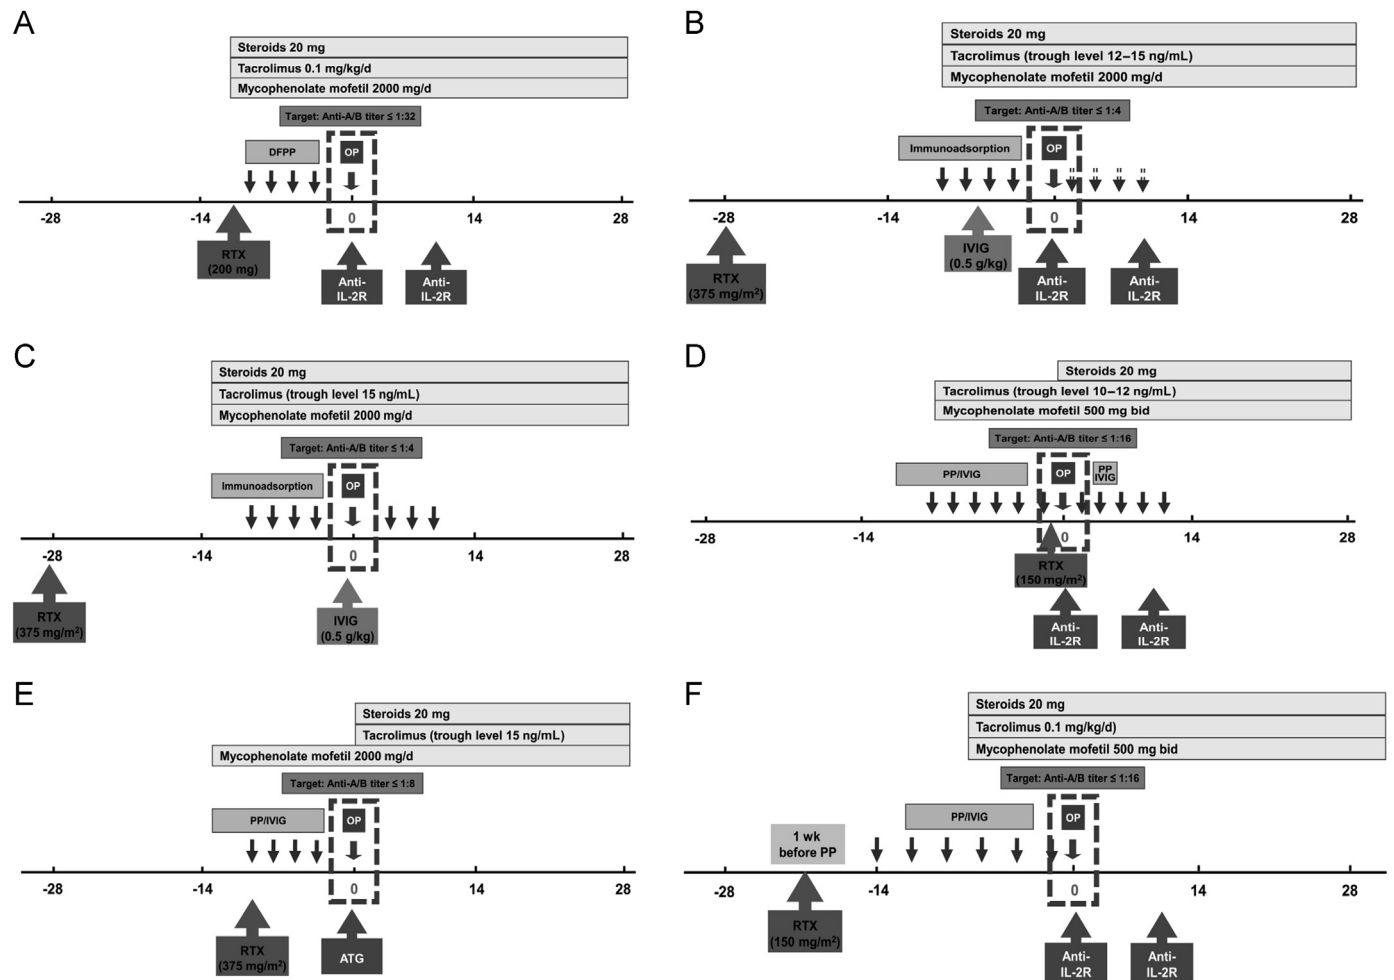 A
Steroids 20 mg
Tacrolimus 0.1 mg/kg/d
Mycophenolate mofetil 2000 mg/d
Target: Anti-A/B titer ≤ 1:32
DFPP
OP
-28
-14
0
14
28
RTX
(200 mg)
Anti-
IL-2R
Anti-
IL-2R
B
Steroids 20 mg
Tacrolimus (trough level 12–15 ng/mL)
Mycophenolate mofetil 2000 mg/d
Target: Anti-A/B titer ≤ 1:4
Immunoadsorption
OP
-28
-14
0
14
28
RTX
(375 mg/m²)
IVIG
(0.5 g/kg)
Anti-
IL-2R
Anti-
IL-2R
C
Steroids 20 mg
Tacrolimus (trough level 15 ng/mL)
Mycophenolate mofetil 2000 mg/d
Target: Anti-A/B titer ≤ 1:4
Immunoadsorption
OP
-28
-14
0
14
28
RTX
(375 mg/m²)
IVIG
(0.5 g/kg)
D
Steroids 20 mg
Tacrolimus (trough level 10–12 ng/mL)
Mycophenolate mofetil 500 mg bid
Target: Anti-A/B titer ≤ 1:16
PP/IVIG
OP
PP
IVIG
-28
-14
0
14
28
RTX
(150 mg/m²)
Anti-
IL-2R
Anti-
IL-2R
E
Steroids 20 mg
Tacrolimus (trough level 15 ng/mL)
Mycophenolate mofetil 2000 mg/d
Target: Anti-A/B titer ≤ 1:8
PP/IVIG
OP
-28
-14
0
14
28
RTX
(375 mg/m²)
ATG
F
Steroids 20 mg
Tacrolimus 0.1 mg/kg/d)
Mycophenolate mofetil 500 mg bid
Target: Anti-A/B titer ≤ 1:16
1 wk
before PP
PP/IVIG
OP
-28
-14
0
14
28
RTX
(150 mg/m²)
Anti-
IL-2R
Anti-
IL-2R